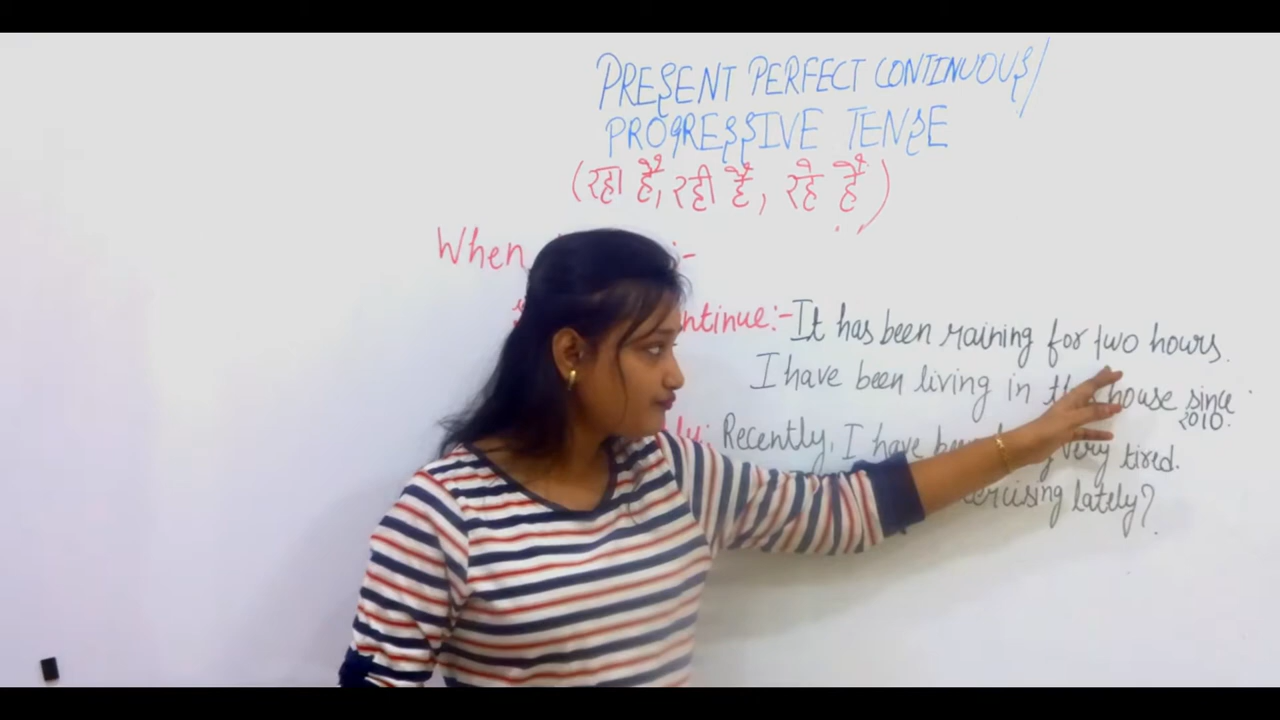 PRESENT PERFECT CONTINUOUS/
PROGRESSIVE TENSE
(रहा हैं, रही हैं, रहे हैं)
When :-
ntinue:- It has been raining for two hours.
I have been living in house since
2010.
ly: Recently, I have very tired.
ercising lately?